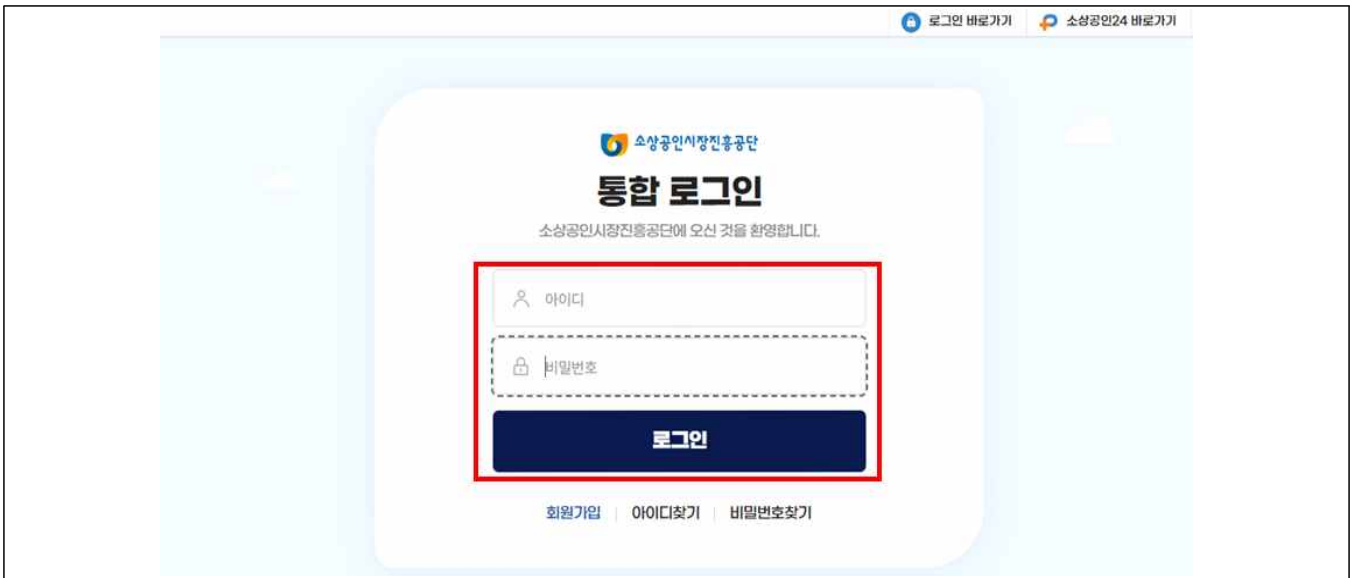 로그인 바로가기 소상공인24 바로가기
소상공인시장진흥공단
통합 로그인
소상공인시장진흥공단에 오신 것을 환영합니다.
아이디
비밀번호
로그인
회원가입 아이디찾기 비밀번호찾기